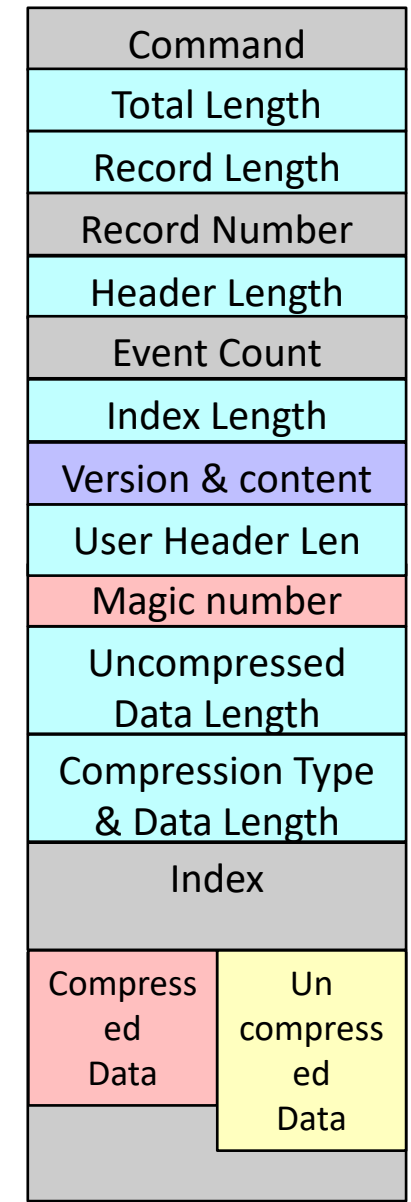 Command
Total Length
Record Length
Record Number
Header Length
Event Count
Index Length
Version & content
User Header Len
Magic number
Uncompressed
Data Length
Compression Type
& Data Length
Index
Compress
ed
Data
Un
compress
ed
Data